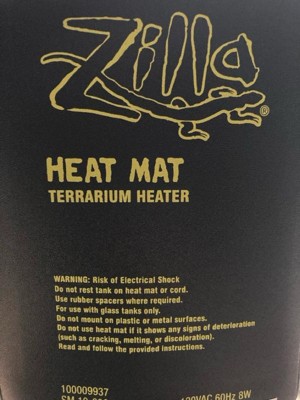 Zilla
HEAT MAT
TERRARIUM HEATER
WARNING: Risk of Electrical Shock
Do not rest tank on heat mat or cord.
Use rubber spacers where required.
For use with glass tanks only.
Do not mount on plastic or metal surfaces.
Do not use heat mat if it shows any signs of deterioration
(such as cracking, melting, or discoloration).
Read and follow the provided instructions.
100009937
60Hz 8W